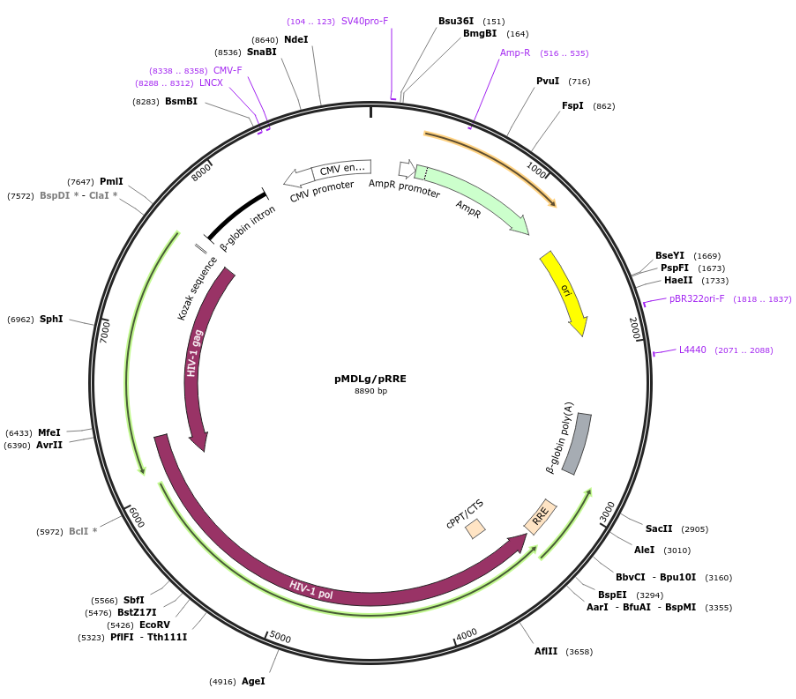 (104 .. 123) SV40pro-F
Bsu36I (151)
BmgBI (164)
Amp-R (516 .. 535)
PvuI (716)
FspI (862)
(8640) NdeI
(8536) SnaBI
(8338 .. 8358) CMV-F
(8288 .. 8312) LNCX
(8283) BsmBI
(7647) PmlI
(7572) BspDI * - ClaI *
(6962) SphI
(6433) MfeI
(6390) AvrII
(5972) BclI *
(5566) SbfI
(5476) BstZ17I
(5426) EcoRV
(5323) PflFI - Tth111I
(4916) AgeI
BseYI (1669)
PspFI (1673)
HaeII (1733)
pBR322ori-F (1818 .. 1837)
L4440 (2071 .. 2088)
SacII (2905)
AleI (3010)
BbvCI - Bpu10I (3160)
BspEI (3294)
AarI - BfuAI - BspMI (3355)
AflII (3658)
1000
2000
3000
4000
5000
6000
7000
8000
CMV en...
CMV promoter
AmpR promoter
AmpR
ori
β-globin poly(A)
RRE
cPPT/CTS
HIV-1 pol
HIV-1 gag
Kozak sequence
β-globin intron
pMDLg/pRRE
8890 bp